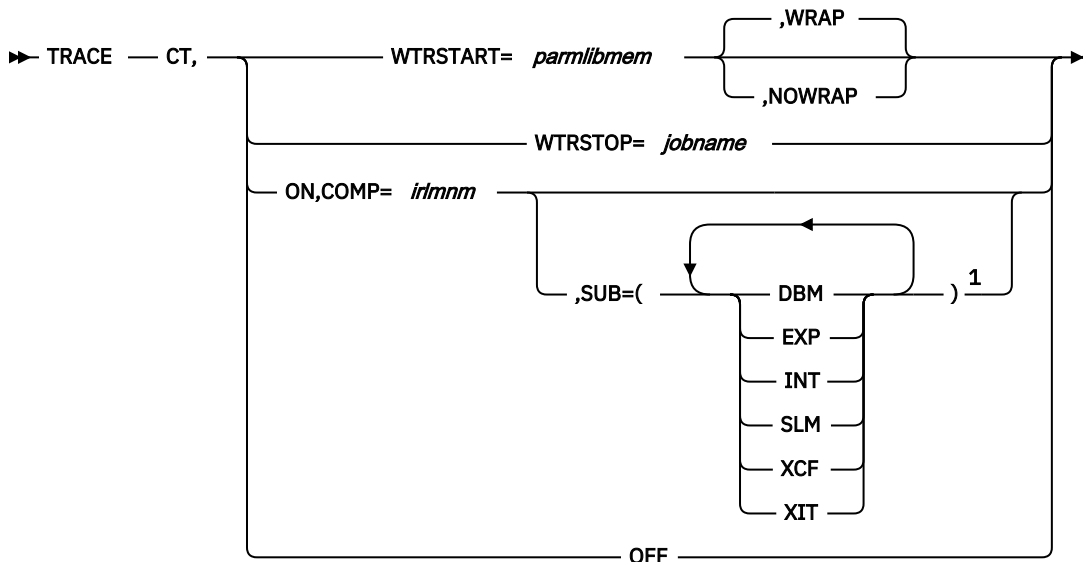 ,WRAP
TRACE CT, WTRSTART= parmlibmem
,NOWRAP
WTRSTOP= jobname
ON,COMP= irlmnm
,SUB=( DBM ) 1
EXP
INT
SLM
XCF
XIT
OFF